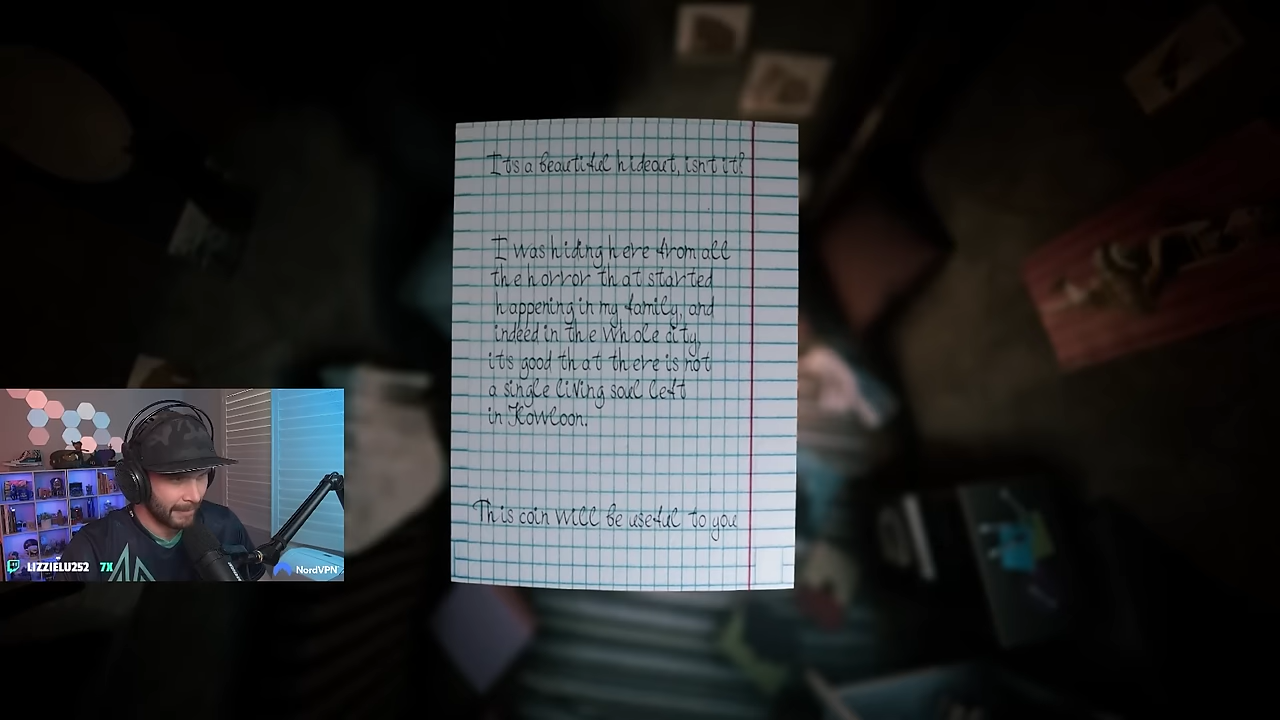 It's a beautiful hideout, isn't it?
I was hiding here from all
the horror that started
happening in my family, and
indeed in the whole city,
it's good that there is not
a single living soul left
in Kowloon.
This coin will be useful to you
LIZZIELU252 7X
NordVPN